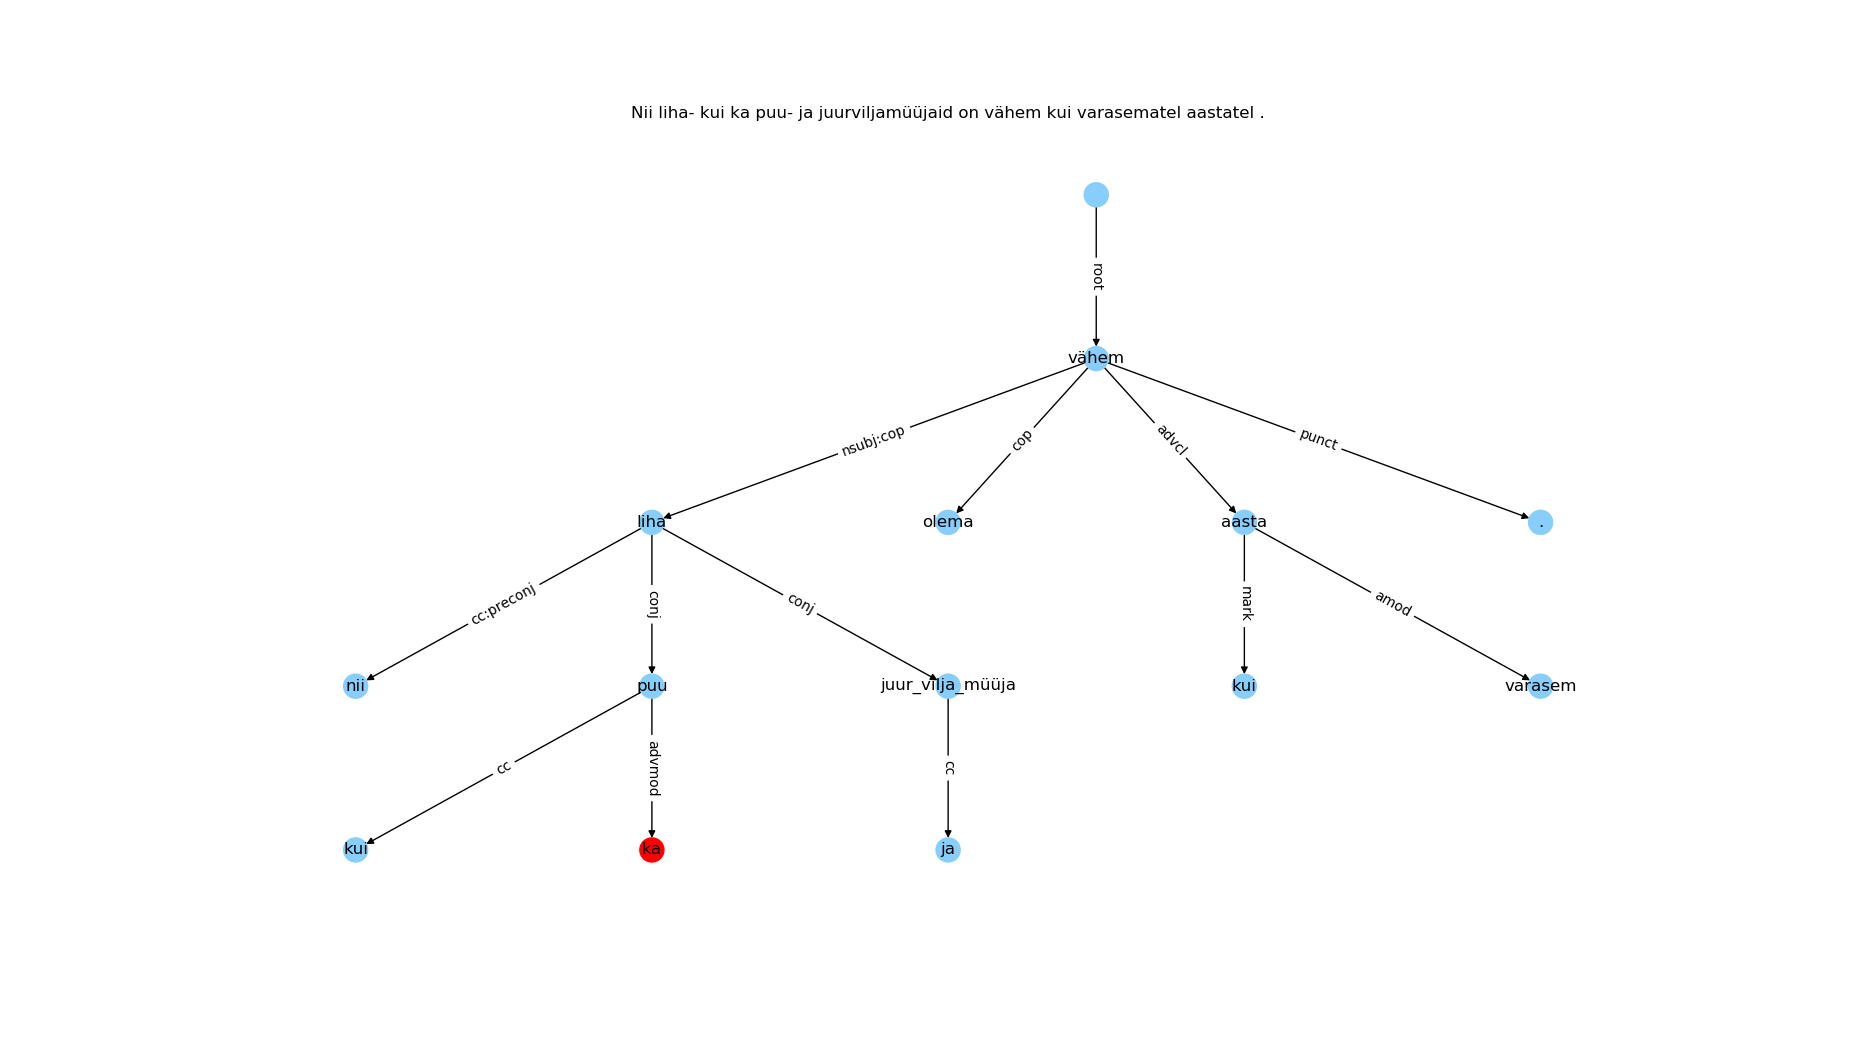 Nii liha- kui ka puu- ja juurviljamüüjaid on vähem kui varasematel aastatel .
root
vähem
nsubj:cop
cop
advcl
punct
liha
olema
aasta
.
cc:preconj
conj
conj
mark
amod
nii
puu
juur_vilja_müüja
kui
varasem
cc
advmod
cc
kui
ka
ja